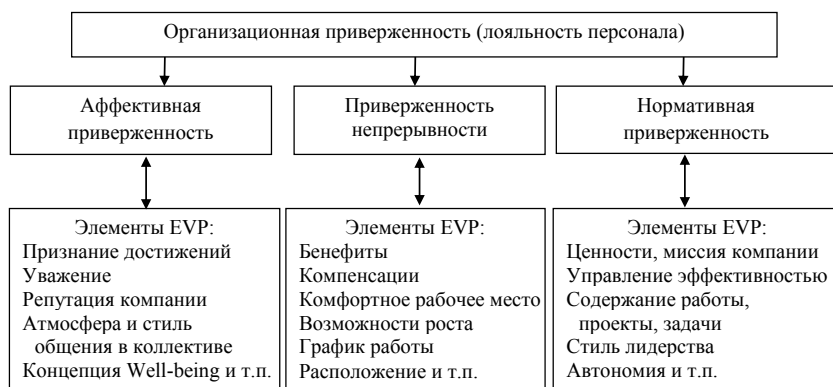 Организационная приверженность (лояльность персонала)
Аффективная
приверженность
Приверженность
непрерывности
Нормативная
приверженность
Элементы EVP:
Признание достижений
Уважение
Репутация компании
Атмосфера и стиль
общения в коллективе
Концепция Well-being и т.п.
Элементы EVP:
Бенефиты
Компенсации
Комфортное рабочее место
Возможности роста
График работы
Расположение и т.п.
Элементы EVP:
Ценности, миссия компании
Управление эффективностью
Содержание работы,
проекты, задачи
Стиль лидерства
Автономия и т.п.